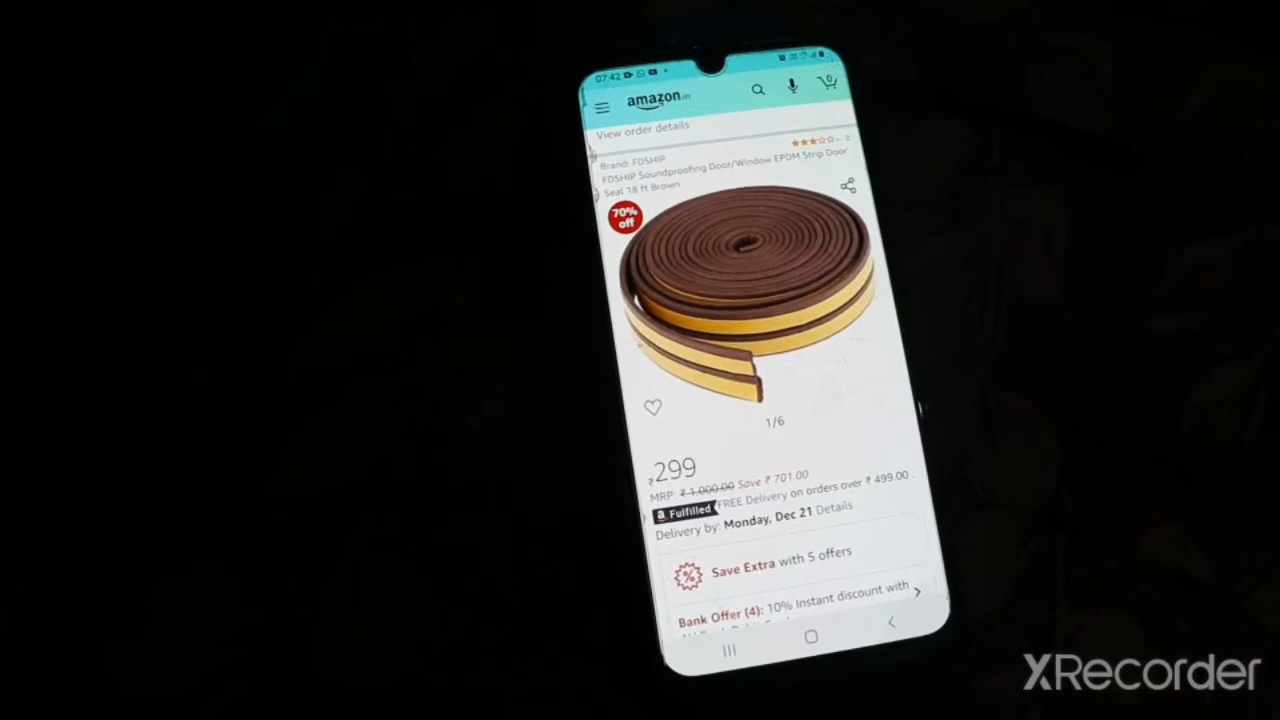 07:42
amazon.in
0
View order details
Brand: FDSHIP
2
FDSHIP Soundproofing Door/Window EPDM Strip Door
Seal 18 ft Brown
70%
off
1/6
₹299
MRP: ₹ 1,000.00 Save ₹ 701.00
a Fulfilled FREE Delivery on orders over ₹ 499.00
Delivery by: Monday, Dec 21 Details
% Save Extra with 5 offers
Bank Offer (4): 10% Instant discount with
XRecorder